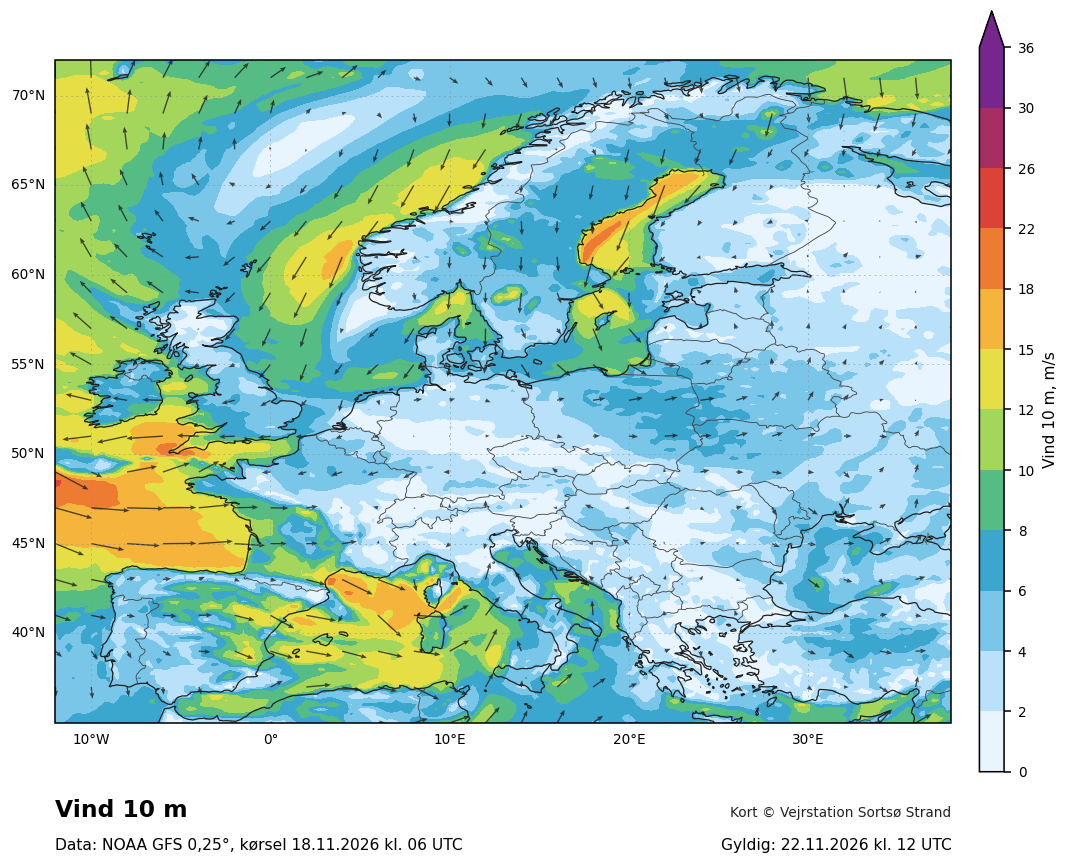 36
30
26
22
18
15
12
10
8
6
4
2
0
Vind 10 m, m/s
70°N
65°N
60°N
55°N
50°N
45°N
40°N
10°W
0°
10°E
20°E
30°E
Vind 10 m
Kort © Vejrstation Sortsø Strand
Data: NOAA GFS 0,25°, kørsel 18.11.2026 kl. 06 UTC
Gyldig: 22.11.2026 kl. 12 UTC